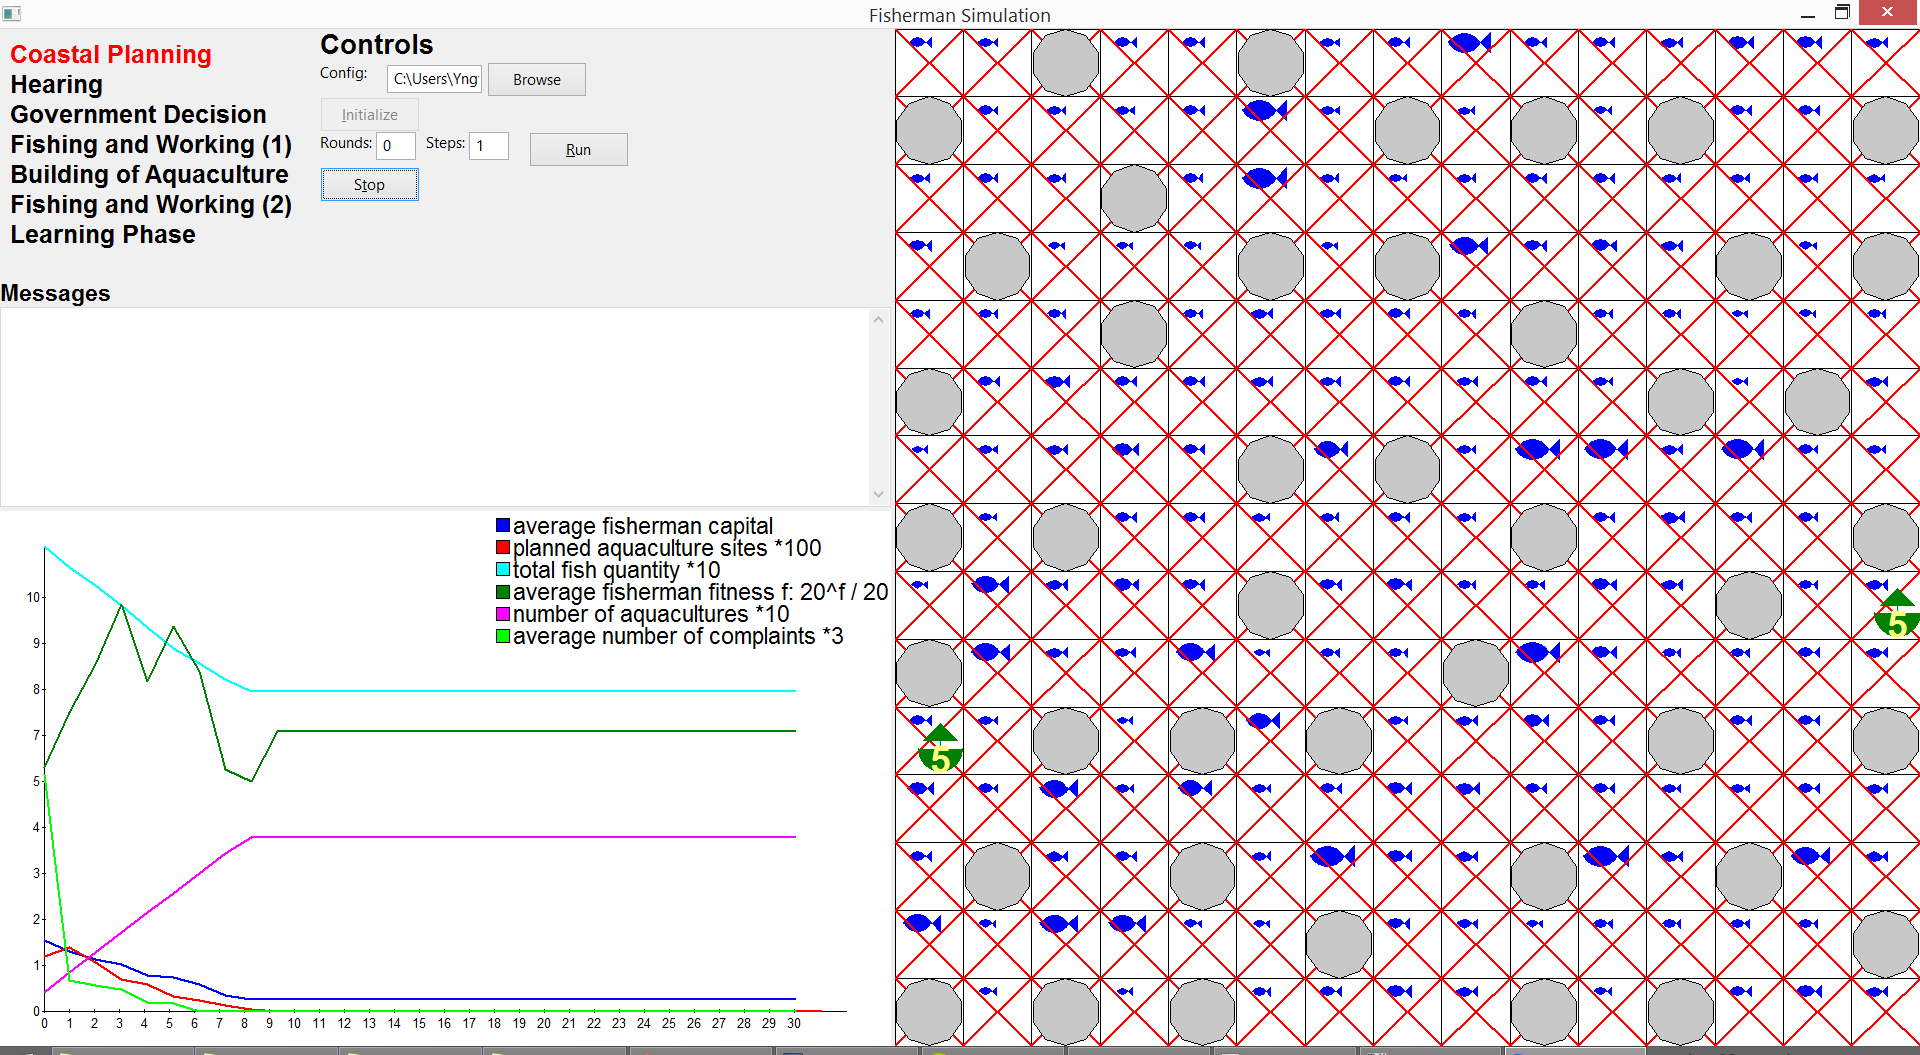 Fisherman Simulation
Coastal Planning
Hearing
Government Decision
Fishing and Working (1)
Building of Aquaculture
Fishing and Working (2)
Learning Phase
Controls
Config: C:\Users\Yng Browse
Initialize
Rounds: 0 Steps: 1 Run
Stop
Messages
average fisherman capital
planned aquaculture sites *100
total fish quantity *10
average fisherman fitness f: 20^f / 20
number of aquacultures *10
average number of complaints *3
10
9
8
7
5
4
3
2
1
0
0 1 2 3 4 5 6 7 8 9 10 11 12 13 14 15 16 17 18 19 20 21 22 23 24 25 26 27 28 29 30
5
5